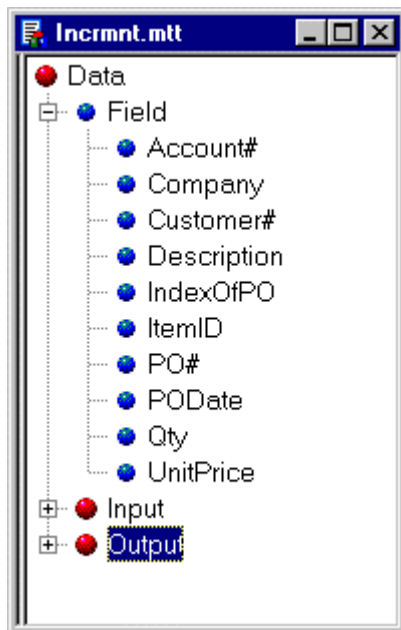 Incrmnt.mtt
Data
Field
Account#
Company
Customer#
Description
IndexOfPO
ItemID
PO#
PODate
Qty
UnitPrice
Input
Output